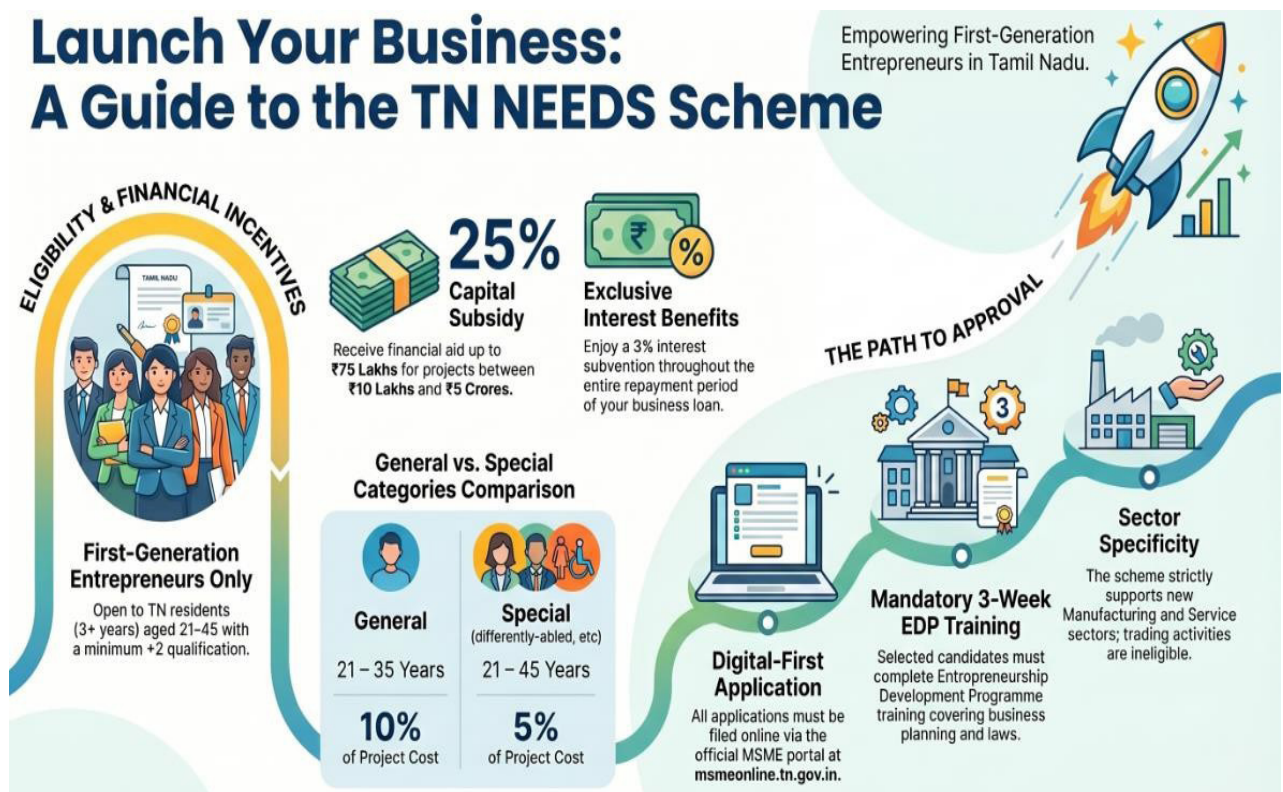 Launch Your Business:
A Guide to the TN NEEDS Scheme
Empowering First-Generation
Entrepreneurs in Tamil Nadu.
ELIGIBILITY & FINANCIAL INCENTIVES
TAMIL NADU
First-Generation
Entrepreneurs Only
Open to TN residents
(3+ years) aged 21–45 with
a minimum +2 qualification.
25%
Capital
Subsidy
Receive financial aid up to
₹75 Lakhs for projects between
₹10 Lakhs and ₹5 Crores.
₹
%
Exclusive
Interest Benefits
Enjoy a 3% interest
subvention throughout the
entire repayment period
of your business loan.
General vs. Special
Categories Comparison
General
21 – 35 Years
10%
of Project Cost
Special
(differently-abled, etc)
21 – 45 Years
5%
of Project Cost
THE PATH TO APPROVAL
Digital-First
Application
All applications must be
filed online via the
official MSME portal at
msmeonline.tn.gov.in.
3
Mandatory 3-Week
EDP Training
Selected candidates must
complete Entropreneurship
Development Programme
training covering business
planning and laws.
Sector
Specificity
The scheme strictly
supports new
Manufacturing and Service
sectors; trading activities
are ineligible.